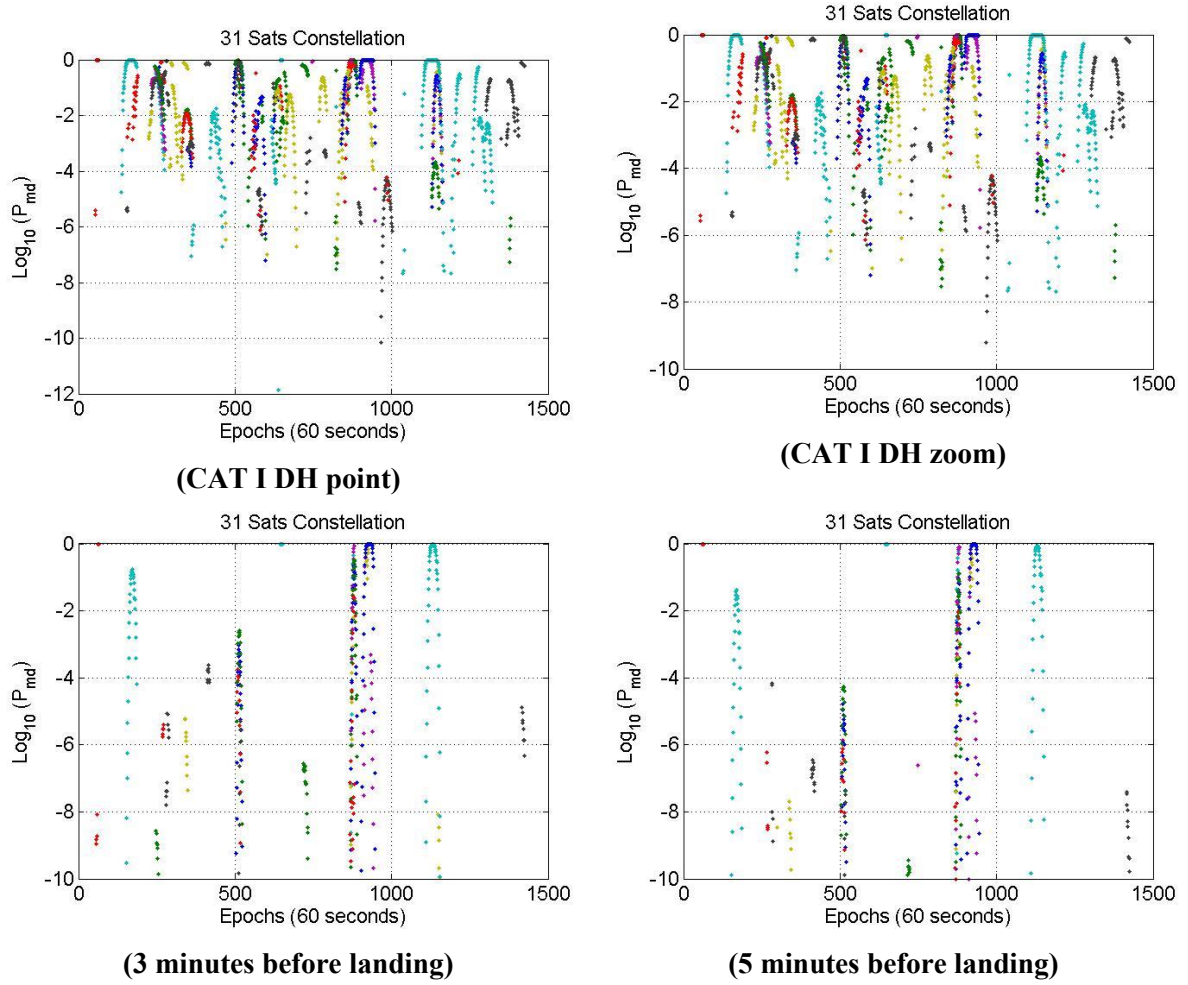 31 Sats Constellation
0
-2
-4
-6
-8
-10
-12
Log10 (Pmd)
0 500 1000 1500
Epochs (60 seconds)
(CAT I DH point)
31 Sats Constellation
0
-2
-4
-6
-8
-10
Log10 (Pmd)
0 500 1000 1500
Epochs (60 seconds)
(CAT I DH zoom)
31 Sats Constellation
0
-2
-4
-6
-8
-10
Log10 (Pmd)
0 500 1000 1500
Epochs (60 seconds)
(3 minutes before landing)
31 Sats Constellation
0
-2
-4
-6
-8
-10
Log10 (Pmd)
0 500 1000 1500
Epochs (60 seconds)
(5 minutes before landing)